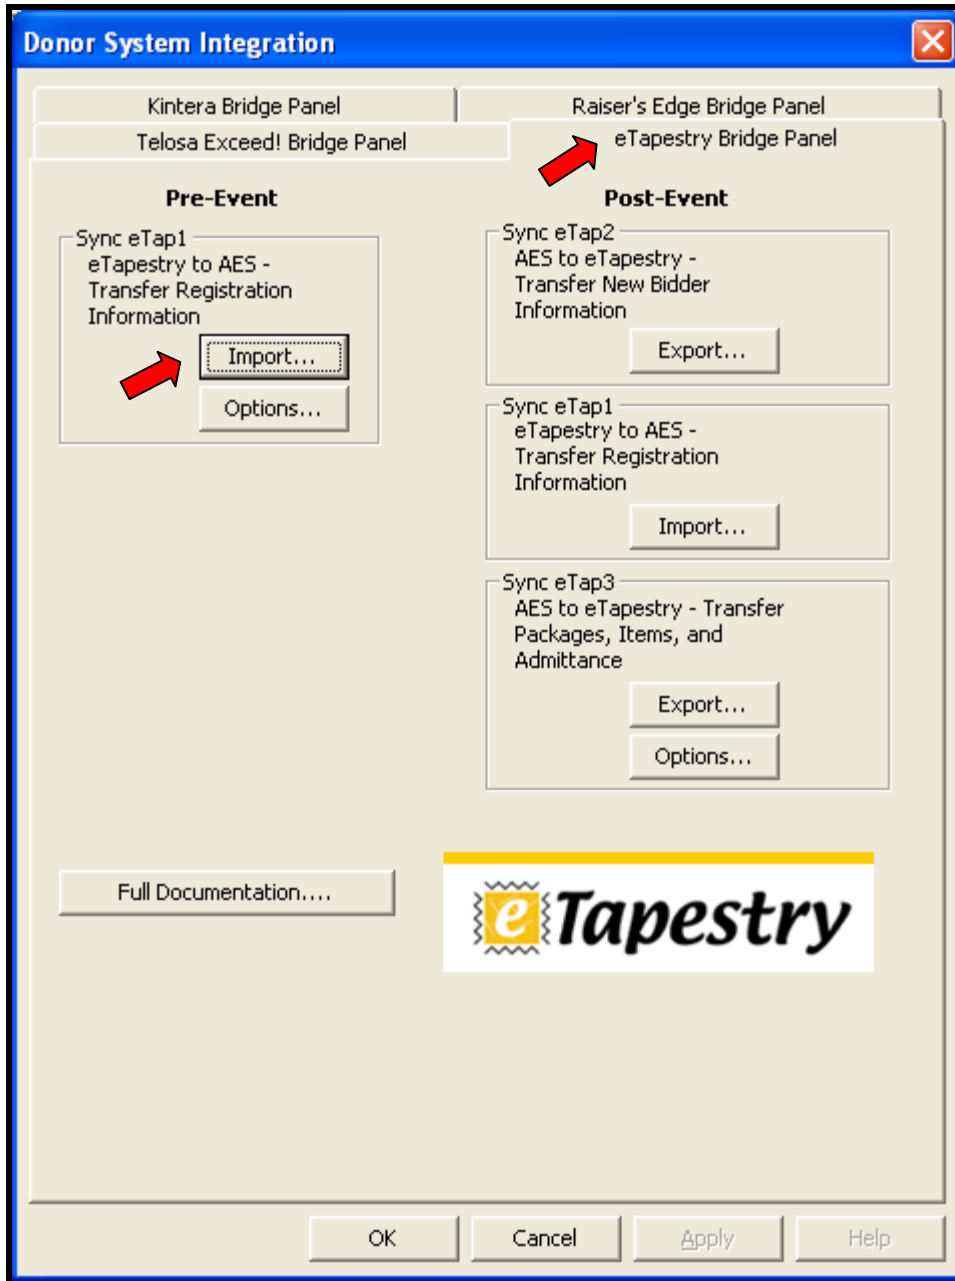 Donor System Integration
Kintera Bridge Panel
Raiser's Edge Bridge Panel
Telosa Exceed! Bridge Panel
eTapestry Bridge Panel
Pre-Event
Sync eTap1
eTapestry to AES -
Transfer Registration
Information
Import...
Options...
Post-Event
Sync eTap2
AES to eTapestry -
Transfer New Bidder
Information
Export...
Sync eTap1
eTapestry to AES -
Transfer Registration
Information
Import...
Sync eTap3
AES to eTapestry - Transfer
Packages, Items, and
Admittance
Export...
Options...
Full Documentation....
eTapestry
OK
Cancel
Apply
Help